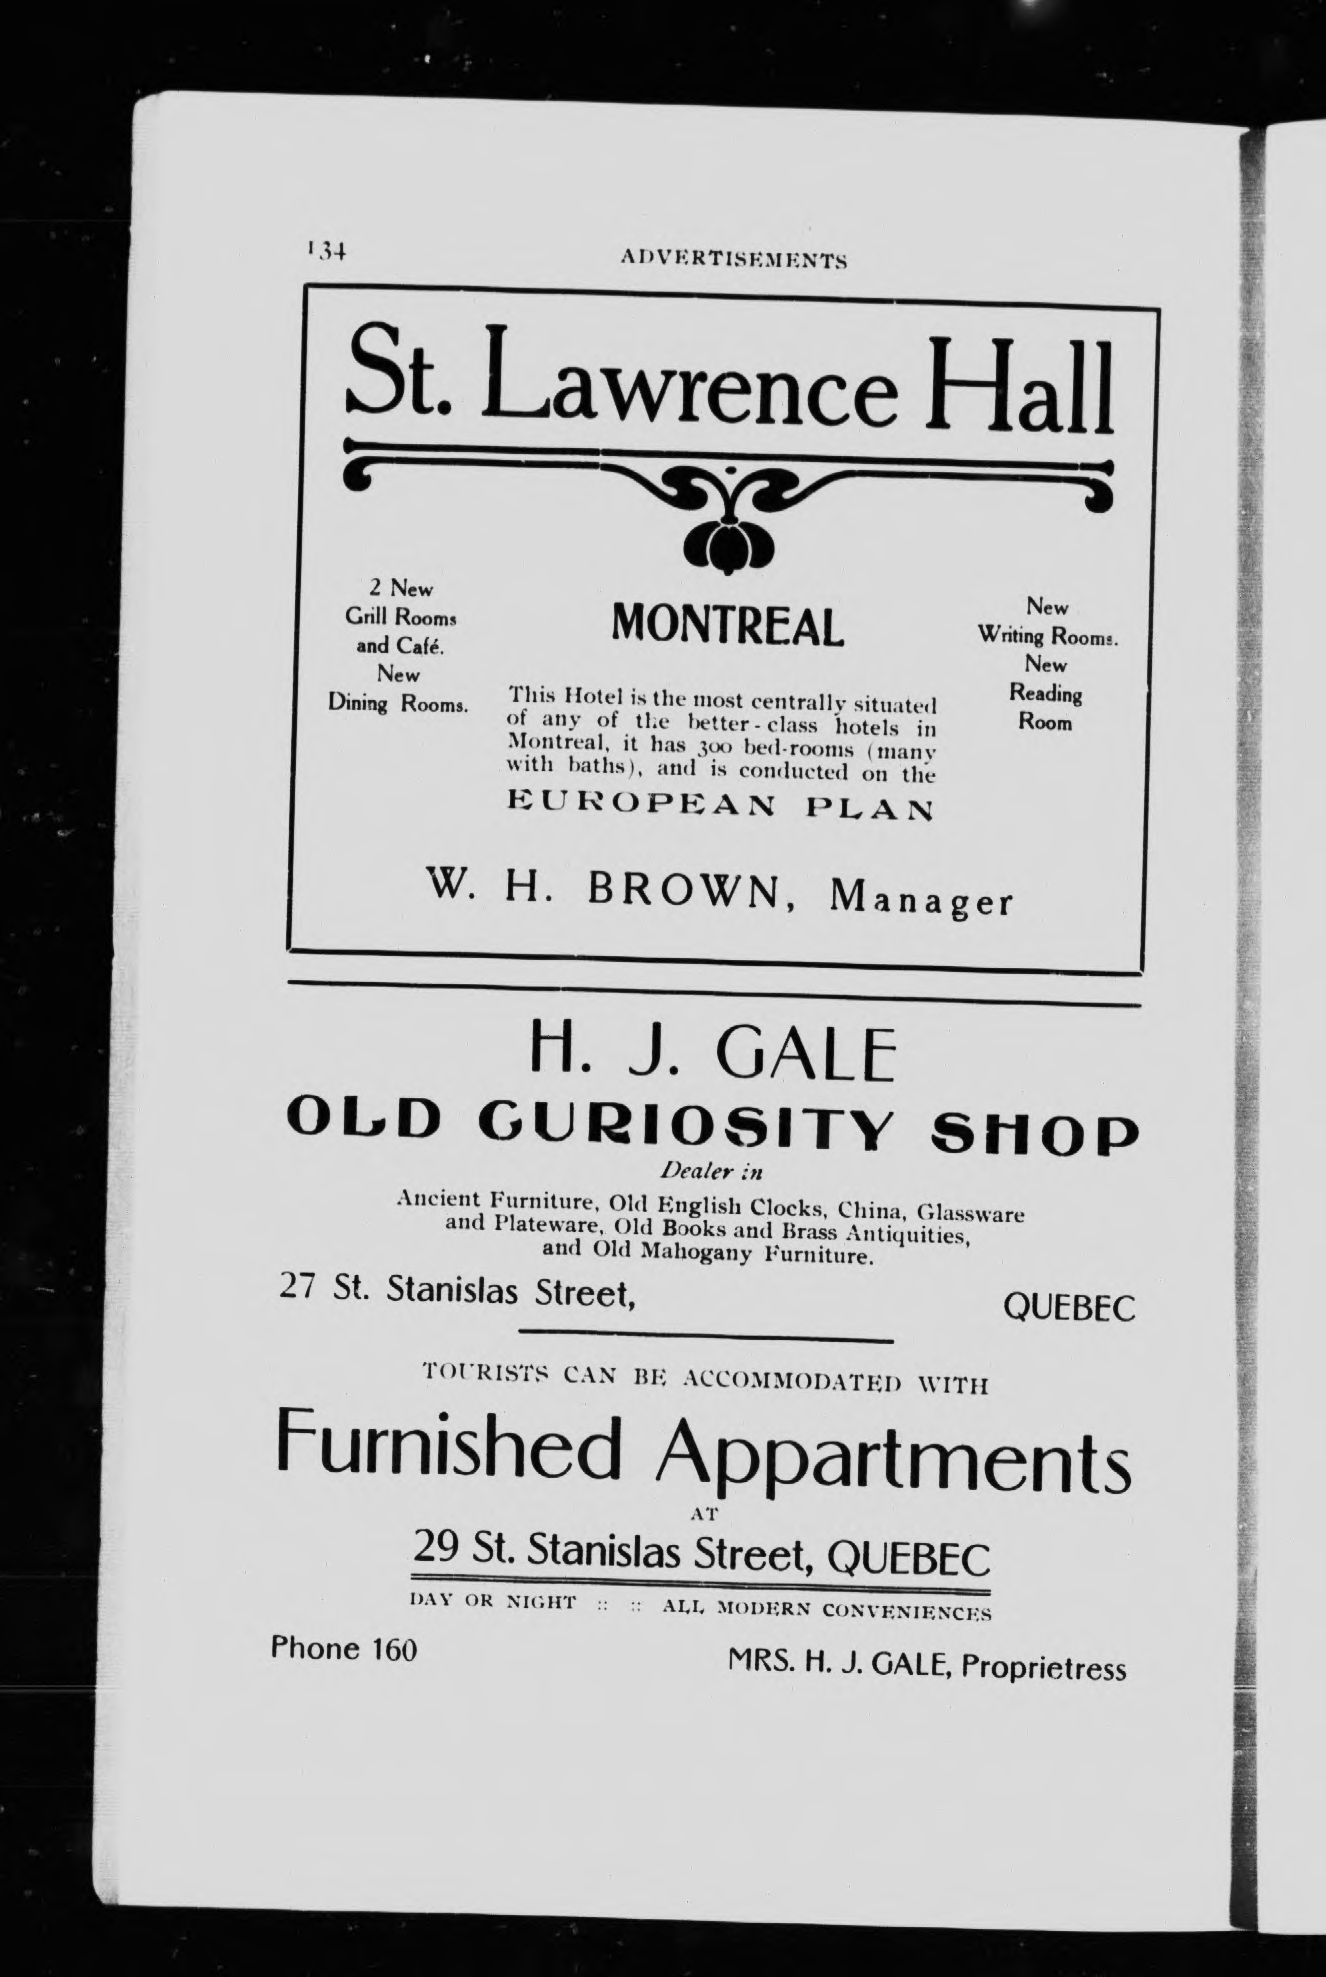 134
ADVERTISEMENTS
St. Lawrence Hall
2 New
Grill Rooms
and Café.
New
Dining Rooms.
MONTREAL
This Hotel is the most centrally situated
of any of the better-class hotels in
Montreal, it has 300 bed-rooms (many
with baths), and is conducted on the
EUROPEAN PLAN
New
Writing Rooms.
New
Reading
Room
W. H. BROWN, Manager
H. J. GALE
OLD CURIOSITY SHOP
Dealer in
Ancient Furniture, Old English Clocks, China, Glassware
and Plateware, Old Books and Brass Antiquities,
and Old Mahogany Furniture.
27 St. Stanislas Street, QUEBEC
TOURISTS CAN BE ACCOMMODATED WITH
Furnished Appartments
AT
29 St. Stanislas Street, QUEBEC
DAY OR NIGHT :: :: ALL MODERN CONVENIENCES
Phone 160 MRS. H. J. GALE, Proprietress